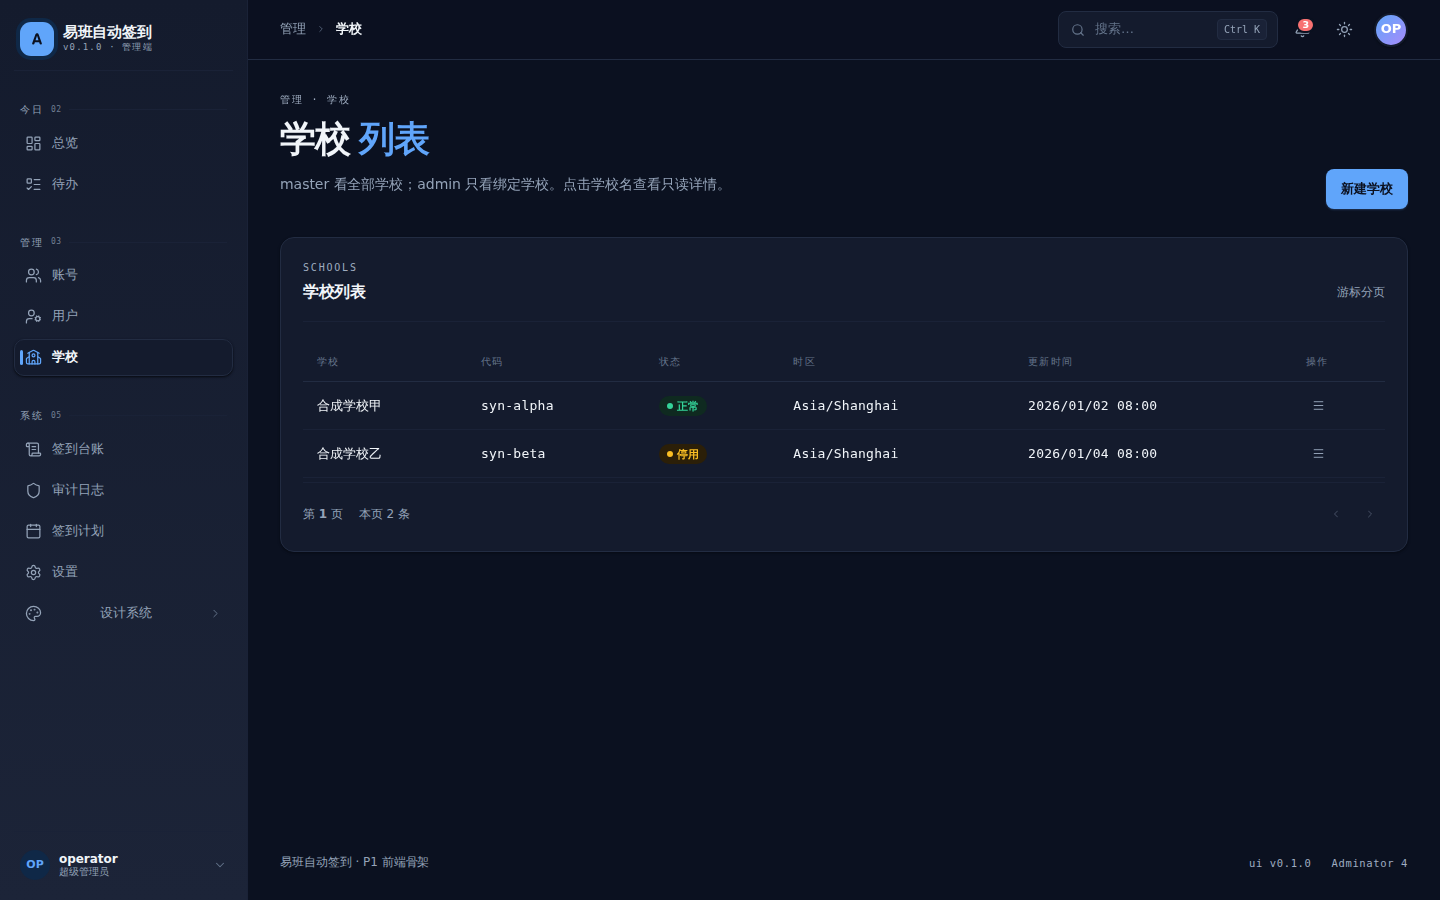 A
易班自动签到
v0.1.0 · 管理端
今日 02
总览
待办
管理 03
账号
用户
学校
系统 05
签到台账
审计日志
签到计划
设置
设计系统
OP
operator
超级管理员
管理 › 学校
搜索… Ctrl K
3
OP
管理 · 学校
学校 列表
master 看全部学校；admin 只看绑定学校。点击学校名查看只读详情。
新建学校
SCHOOLS
学校列表
游标分页
学校 代码 状态 时区 更新时间 操作
合成学校甲 syn-alpha 正常 Asia/Shanghai 2026/01/02 08:00
合成学校乙 syn-beta 停用 Asia/Shanghai 2026/01/04 08:00
第 1 页 本页 2 条
易班自动签到 · P1 前端骨架
ui v0.1.0 Adminator 4